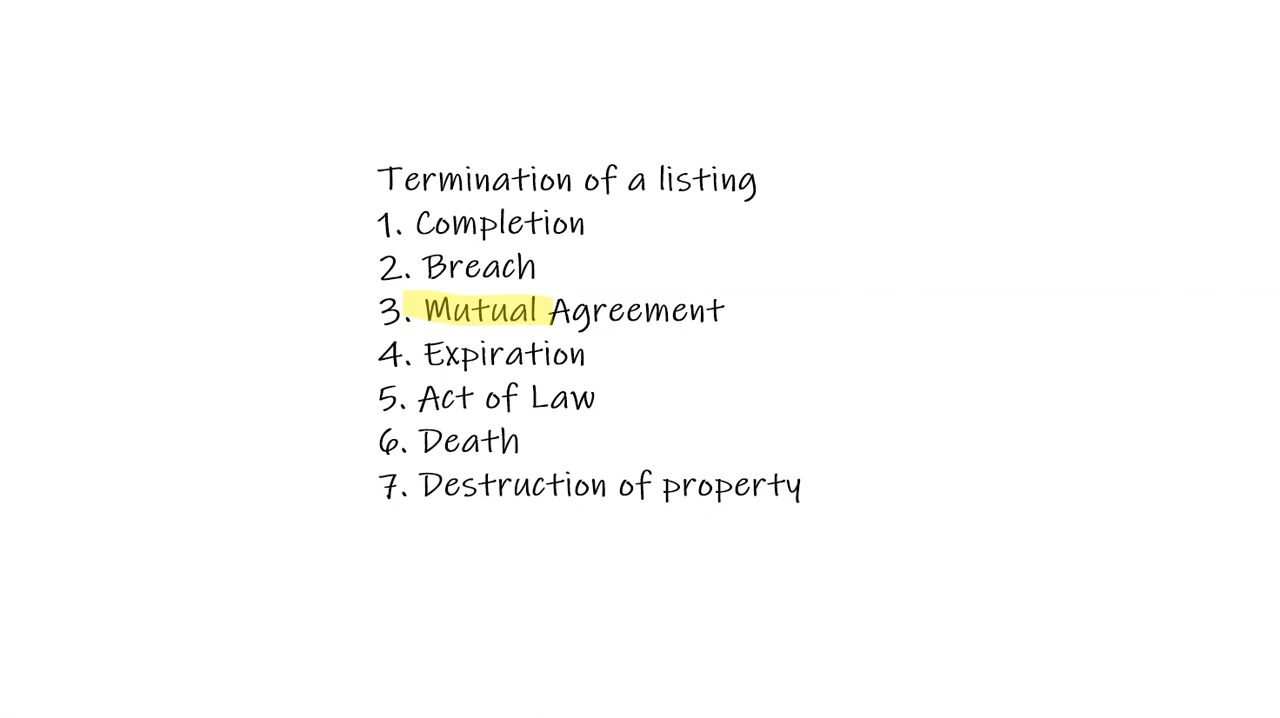 Termination of a listing
1. Completion
2. Breach
3. Mutual Agreement
4. Expiration
5. Act of Law
6. Death
7. Destruction of property